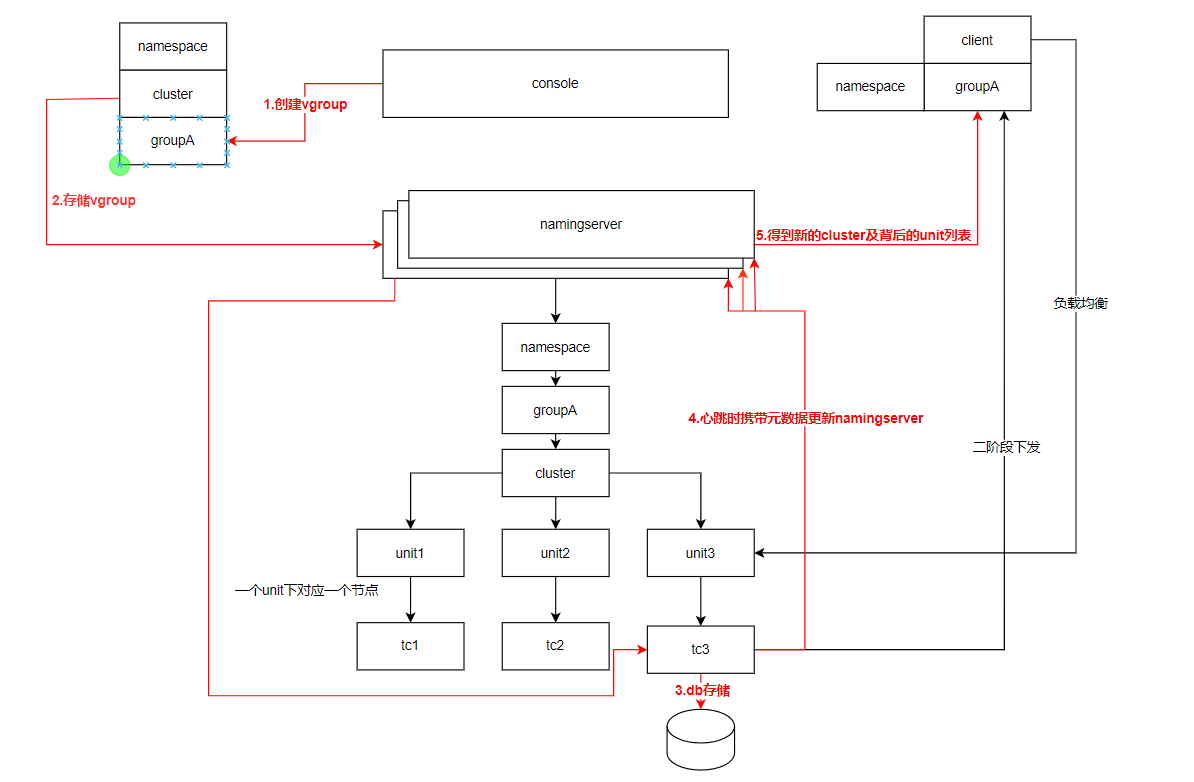 namespace
cluster
groupA
1.创建vgroup
console
client
namespace
groupA
2.存储vgroup
namingserver
5.得到新的cluster及背后的unit列表
负载均衡
namespace
groupA
4.心跳时携带元数据更新namingserver
二阶段下发
cluster
unit1
unit2
unit3
一个unit下对应一个节点
tc1
tc2
tc3
3.db存储